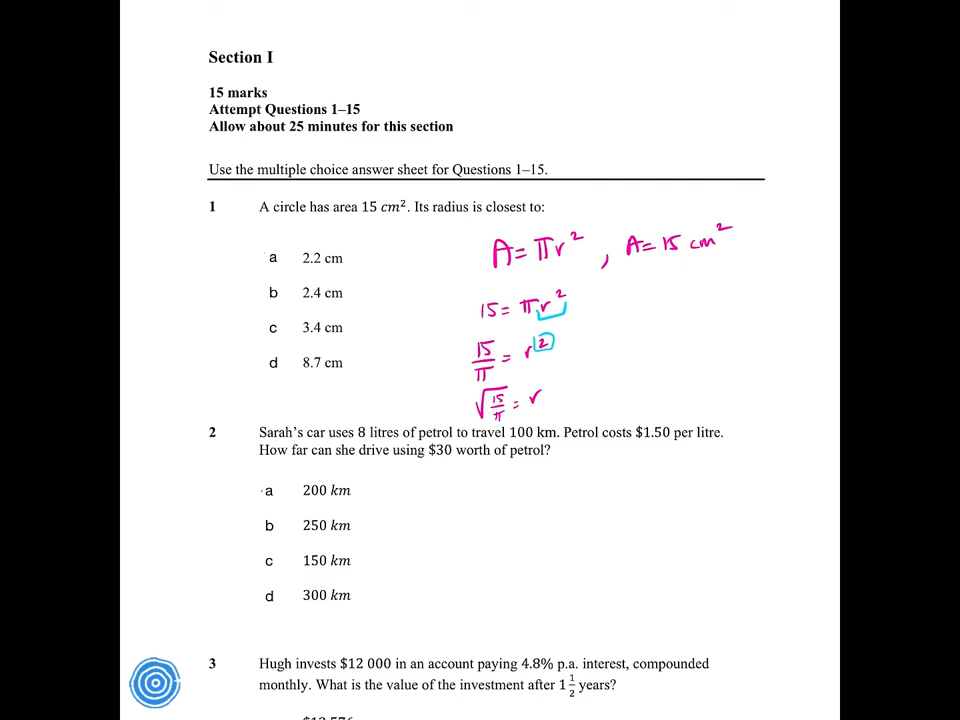 Section I
15 marks
Attempt Questions 1–15
Allow about 25 minutes for this section
Use the multiple choice answer sheet for Questions 1–15.
1 A circle has area 15 cm². Its radius is closest to:
A = πr² , A = 15 cm²
a 2.2 cm
b 2.4 cm
15 = πr²
c 3.4 cm
15/π = r²
d 8.7 cm
√15/π = r
2 Sarah's car uses 8 litres of petrol to travel 100 km. Petrol costs $1.50 per litre.
How far can she drive using $30 worth of petrol?
a 200 km
b 250 km
c 150 km
d 300 km
3 Hugh invests $12 000 in an account paying 4.8% p.a. interest, compounded
monthly. What is the value of the investment after 1 1/2 years?